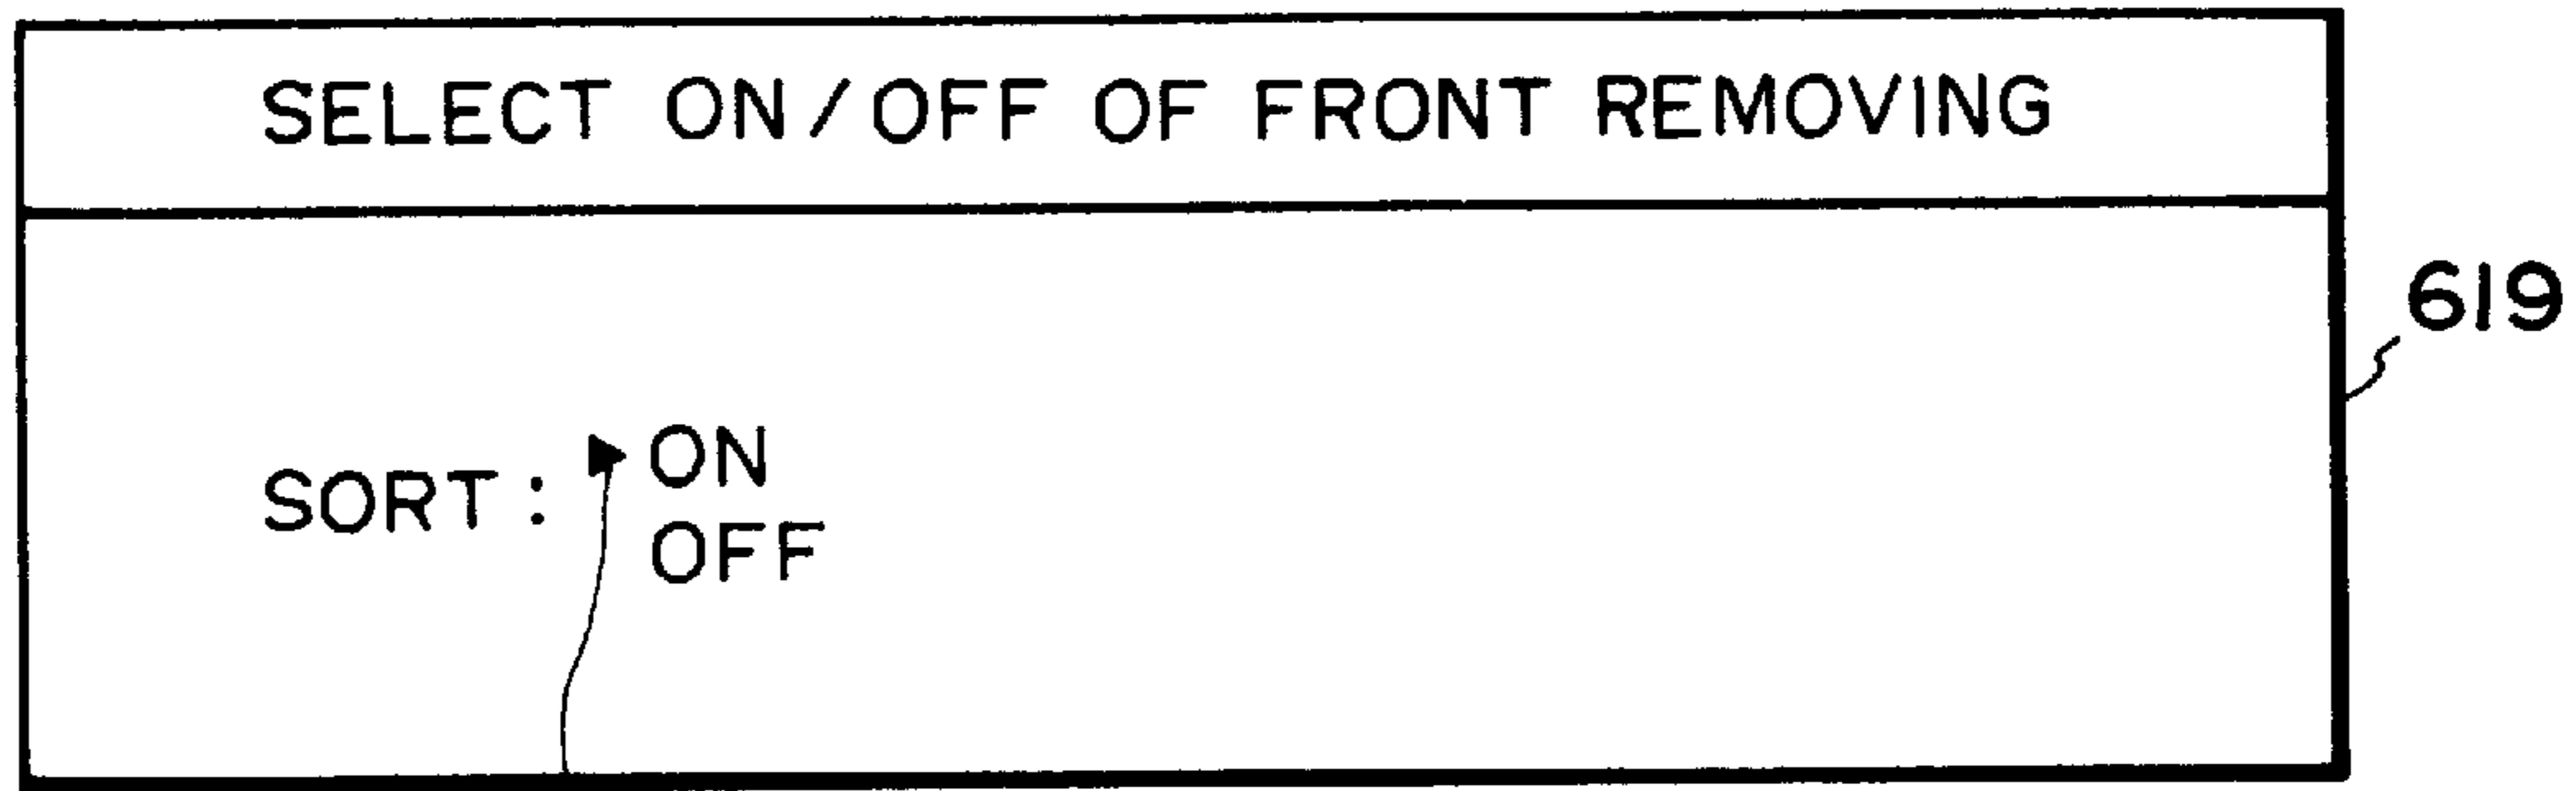 SELECT ON/OFF OF FRONT REMOVING
619
SORT: ▶ON
OFF